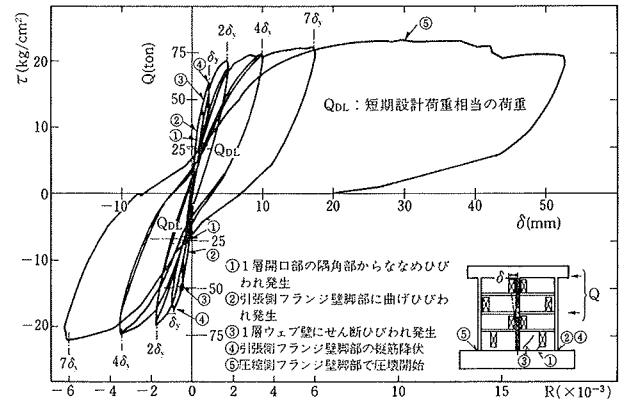 τ(kg/cm²)
Q(ton)
20
10
0
-10
-20
75
50
25
25
50
75
④ δy
2δy
4δy
7δy
⑤
③
②
①
QDL
QDL：短期設計荷重相当の荷重
-10
0
10
20
30
40
50
δ(mm)
QDL
①
②
③
④
δy
2δy
4δy
7δy
①1層開口部の隅角部からななめひび
われ発生
②引張側フランジ壁脚部に曲げひびわ
れ発生
③1層ウェブ壁にせん断ひびわれ発生
④引張側フランジ壁脚部の縦筋降伏
⑤圧縮側フランジ壁脚部で圧壊開始
δ
Q
⑤
②④
③
①
-6 -4 -2 0 2 4 6 8 10 R(×10⁻³)